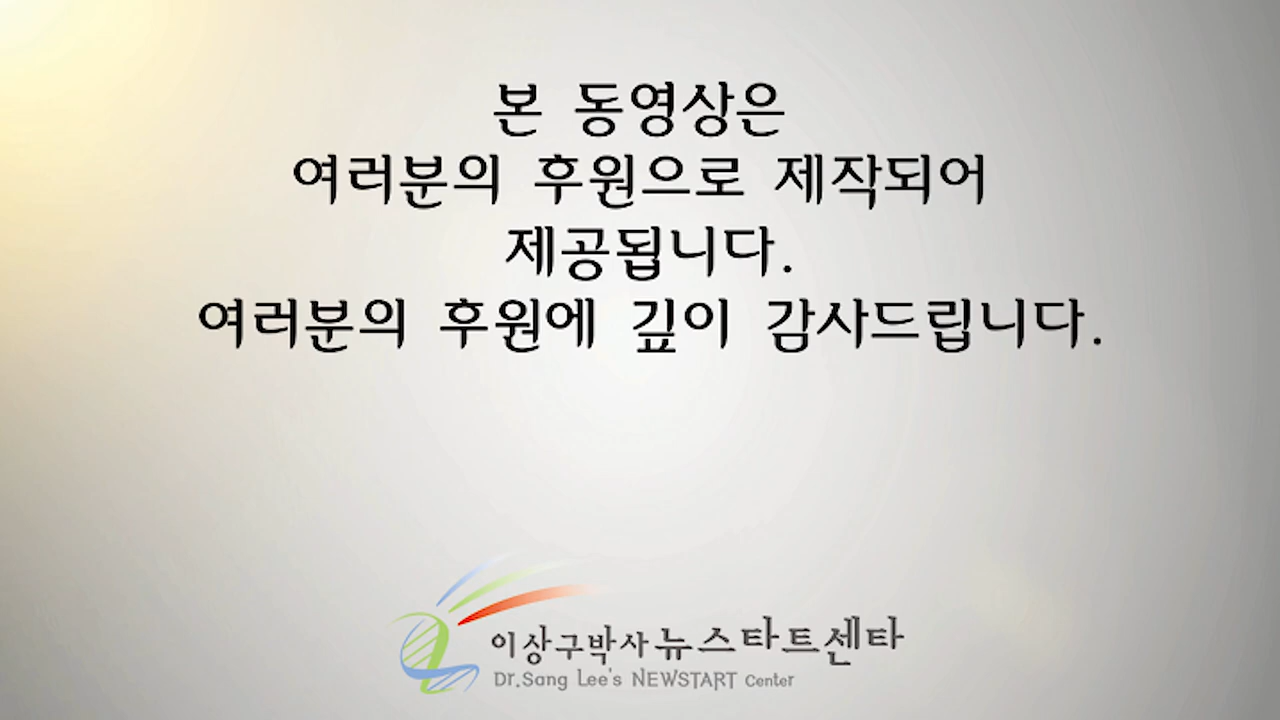 본 동영상은
여러분의 후원으로 제작되어
제공됩니다.
여러분의 후원에 깊이 감사드립니다.
이상구박사뉴스타트센타
Dr.Sang Lee's NEWSTART Center